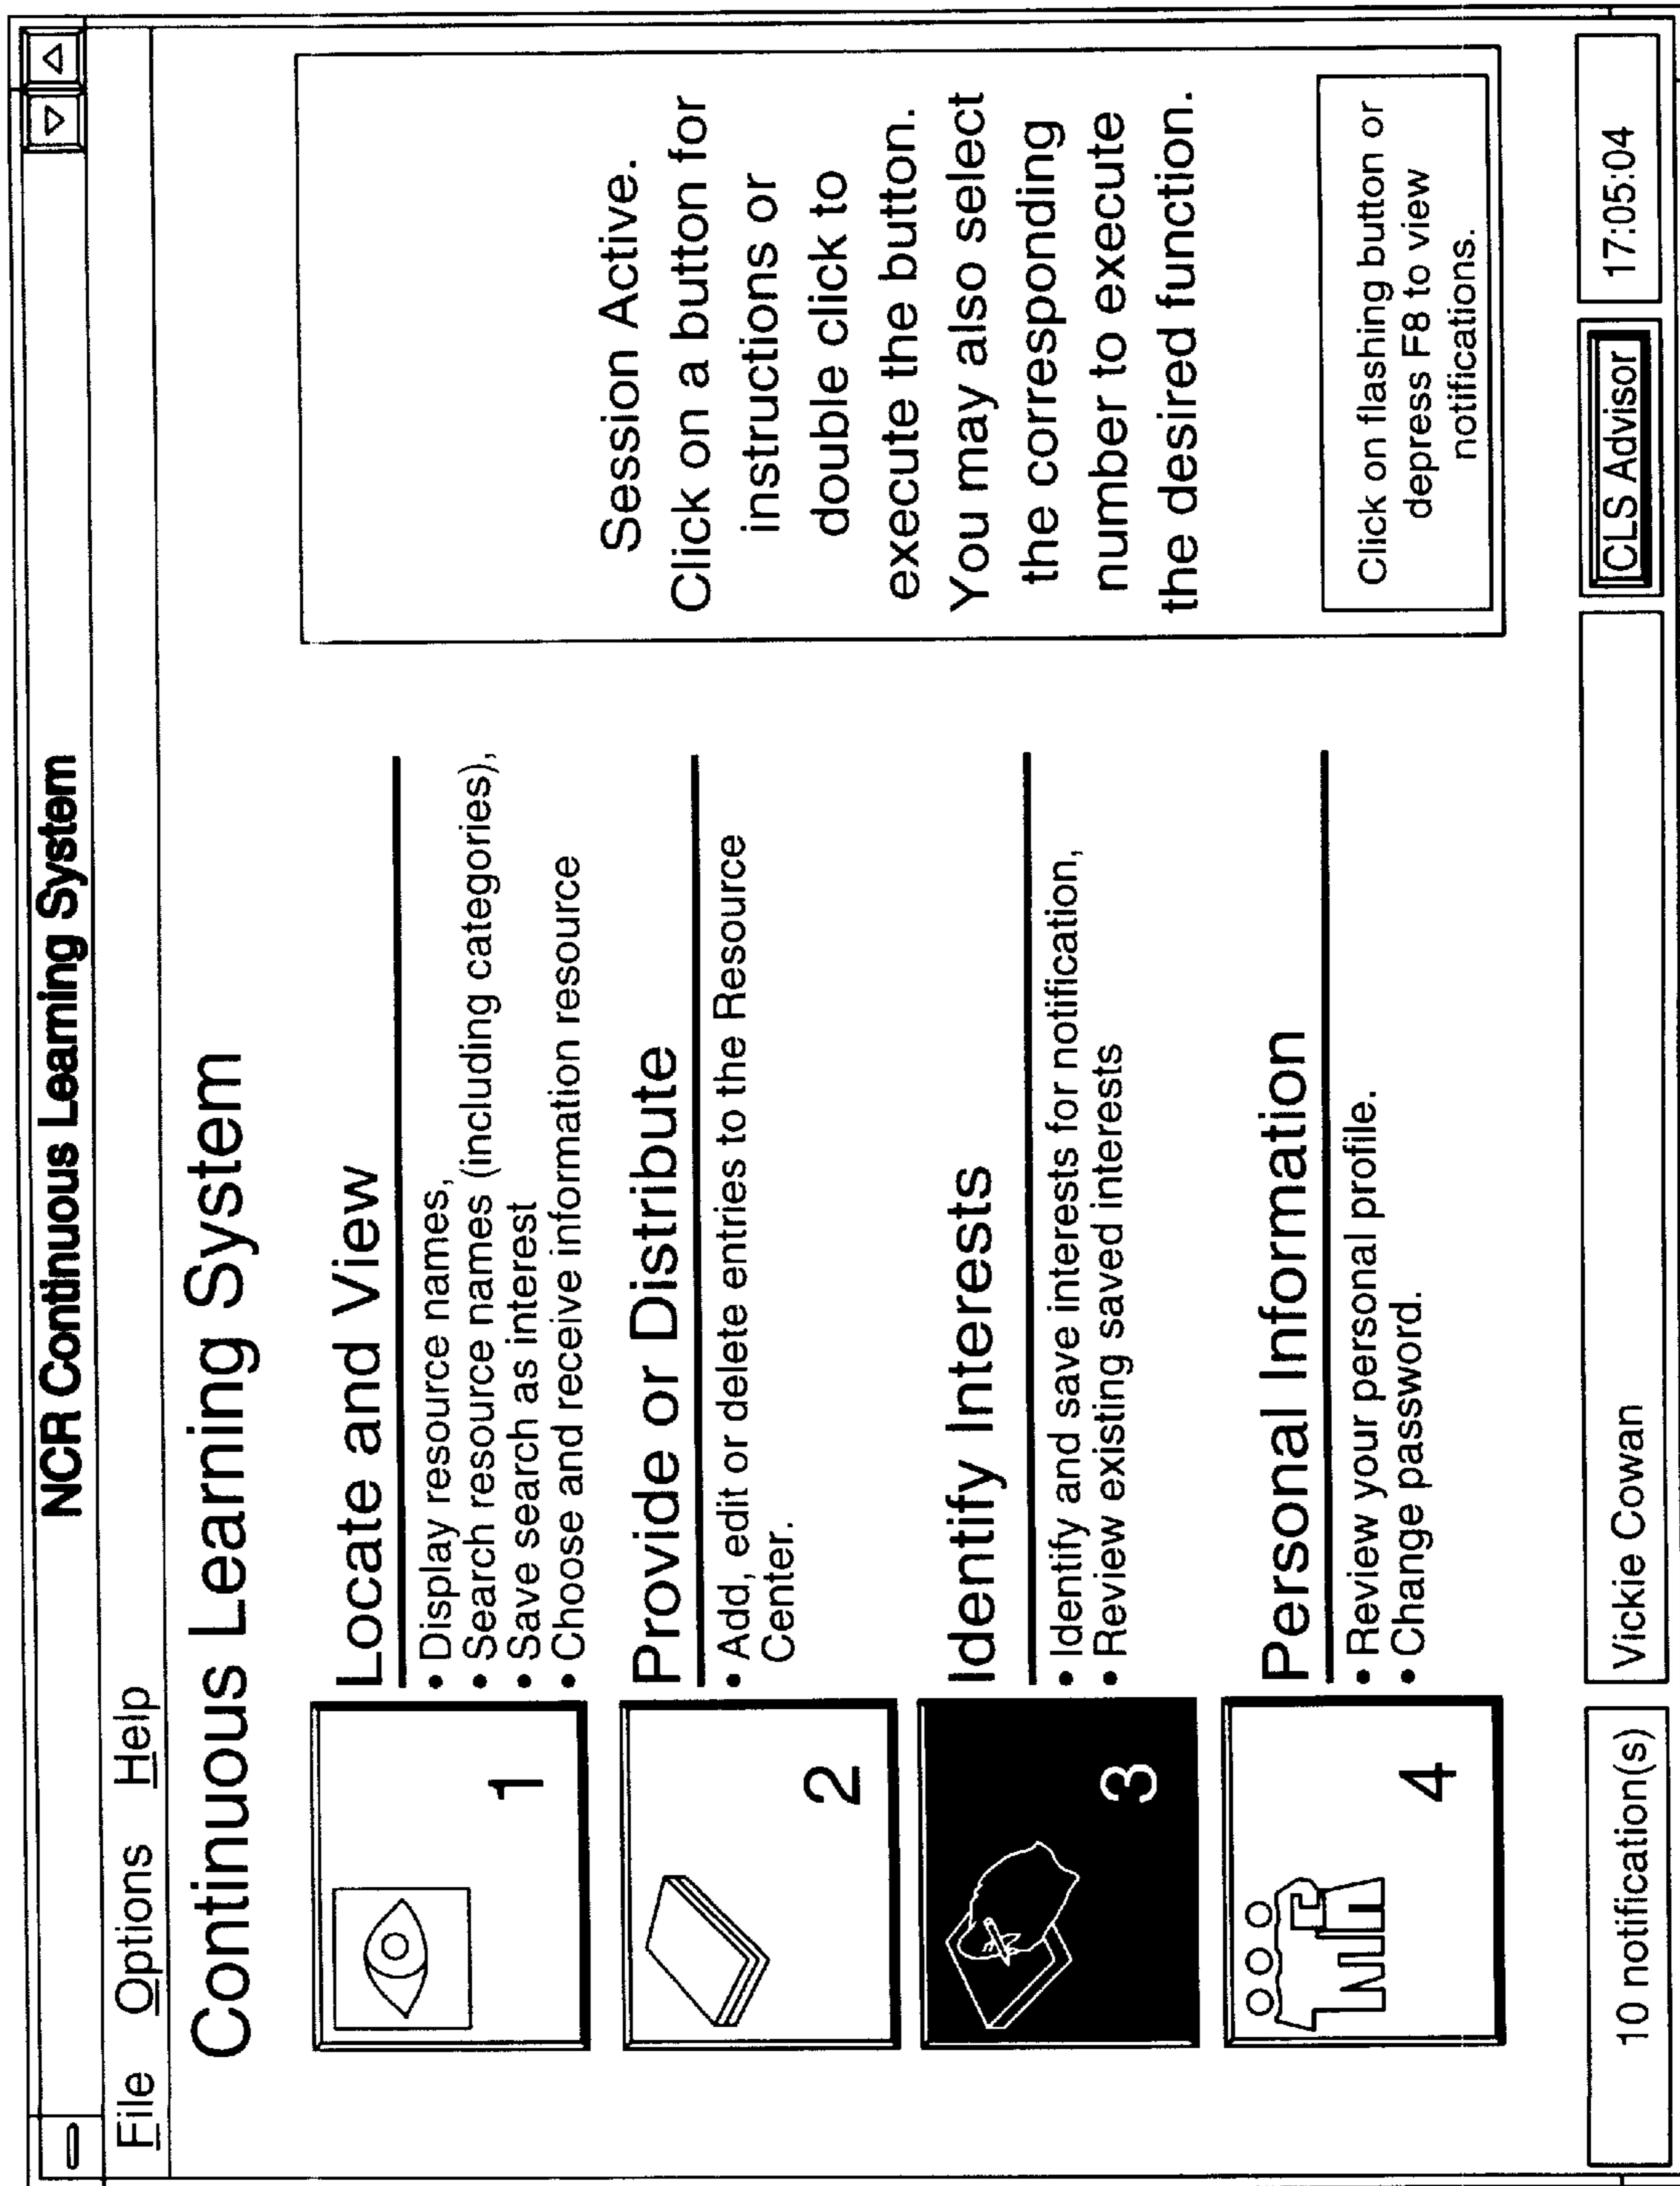 NCR Continuous Learning System
File Options Help
Continuous Learning System
1
Locate and View
• Display resource names,
• Search resource names (including categories),
• Save search as interest
• Choose and receive information resource
2
Provide or Distribute
• Add, edit or delete entries to the Resource
Center.
3
Identify Interests
• Identify and save interests for notification,
• Review existing saved interests
4
Personal Information
• Review your personal profile.
• Change password.
Session Active.
Click on a button for
instructions or
double click to
execute the button.
You may also select
the corresponding
number to execute
the desired function.
Click on flashing button or
depress F8 to view
notifications.
10 notification(s)
Vickie Cowan
CLS Advisor
17:05:04